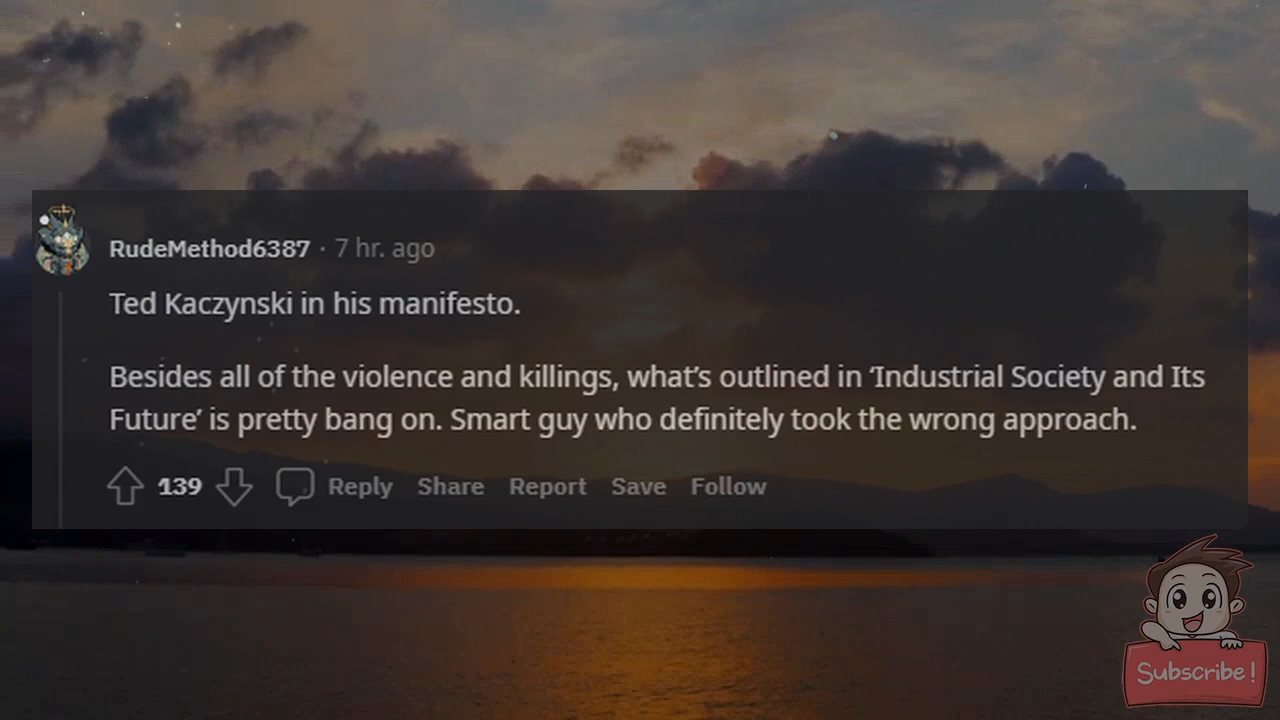 RudeMethod6387 · 7 hr. ago
Ted Kaczynski in his manifesto.
Besides all of the violence and killings, what's outlined in ‘Industrial Society and Its
Future’ is pretty bang on. Smart guy who definitely took the wrong approach.
139 Reply Share Report Save Follow
Subscribe!